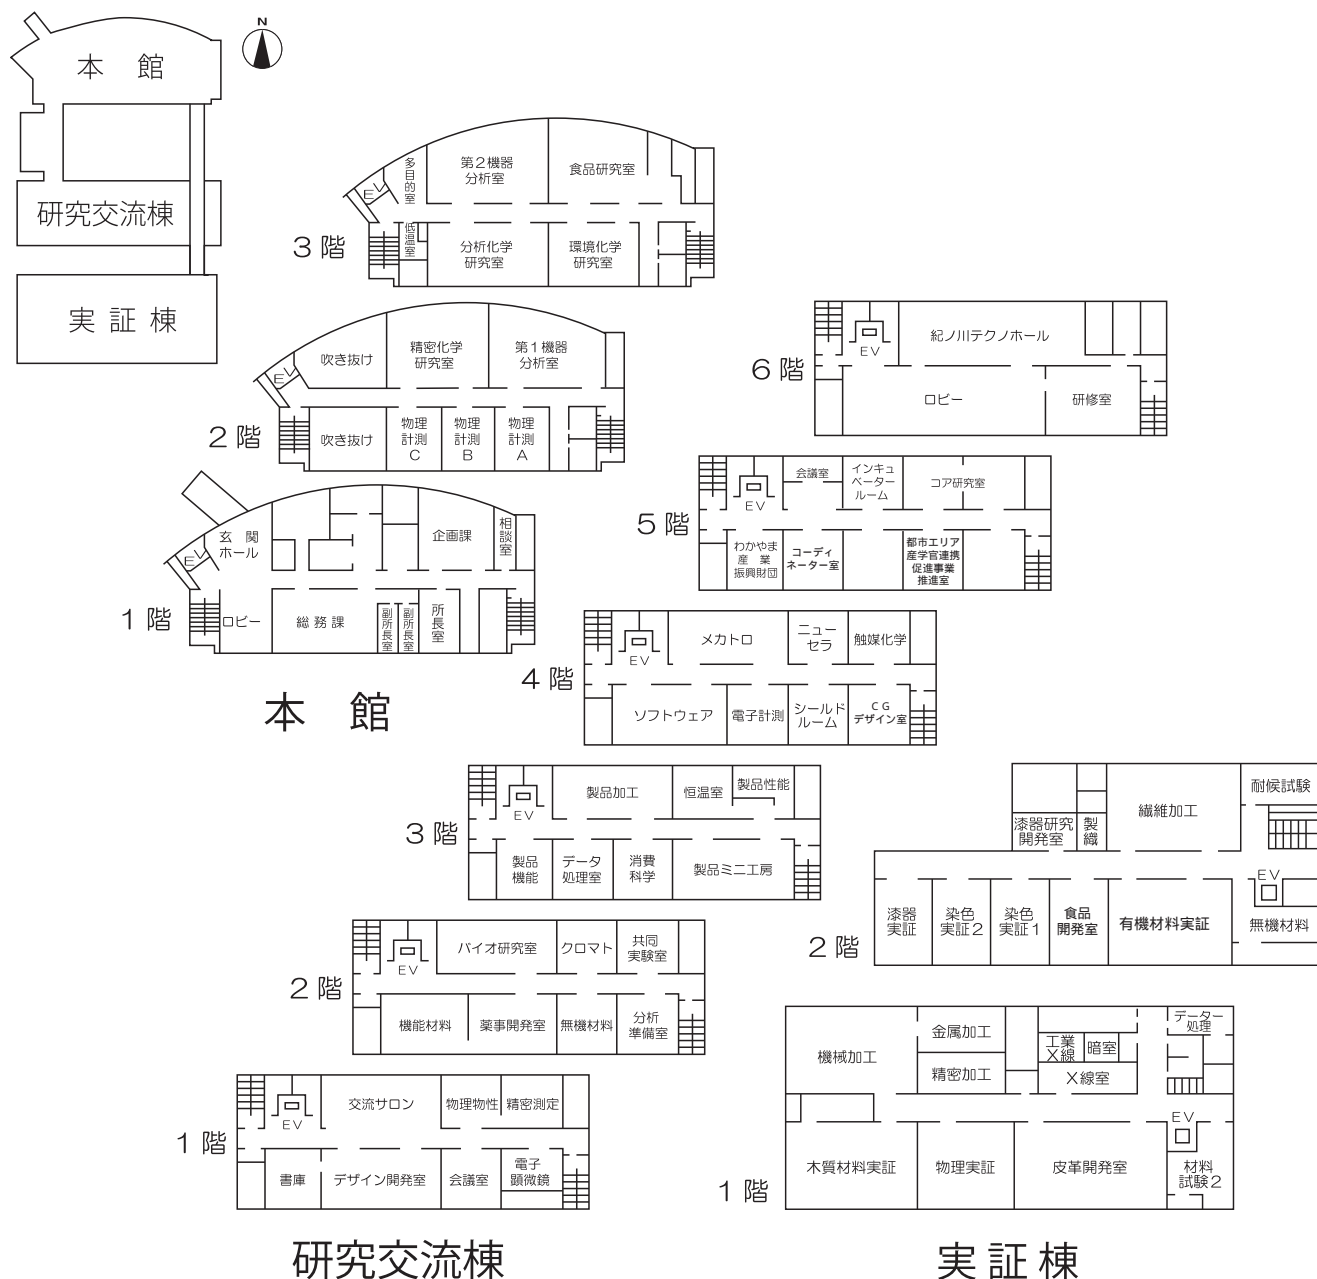 N
本 館
研究交流棟
実証棟
3階
EV
多目的室
第2機器
分析室
食品研究室
低温室
分析化学
研究室
環境化学
研究室
2階
EV
吹き抜け
精密化学
研究室
第1機器
分析室
吹き抜け
物理
計測
C
物理
計測
B
物理
計測
A
1階
EV
玄関
ホール
企画課
相談室
ロビー
総務課
副所長室
副所長室
所長室
本 館
6階
EV
紀ノ川テクノホール
ロビー
研修室
5階
EV
会議室
インキュ
ベーター
ルーム
コア研究室
わかやま
産業
振興財団
コーディ
ネーター室
都市エリア
産学官連携
促進事業
推進室
4階
EV
メカトロ
ニュー
セラ
触媒化学
ソフトウェア
電子計測
シールド
ルーム
CG
デザイン室
3階
EV
製品加工
恒温室
製品性能
製品
機能
データ
処理室
消費
科学
製品ミニ工房
2階
EV
バイオ研究室
クロマト
共同
実験室
機能材料
薬事開発室
無機材料
分析
準備室
1階
EV
交流サロン
物理物性
精密測定
書庫
デザイン開発室
会議室
電子
顕微鏡
研究交流棟
2階
漆器研究
開発室
製織
繊維加工
耐候試験
EV
漆器
実証
染色
実証2
染色
実証1
食品
開発室
有機材料実証
無機材料
1階
機械加工
金属加工
精密加工
工業
X線
暗室
X線室
データー
処理
EV
木質材料実証
物理実証
皮革開発室
材料
試験2
実証棟